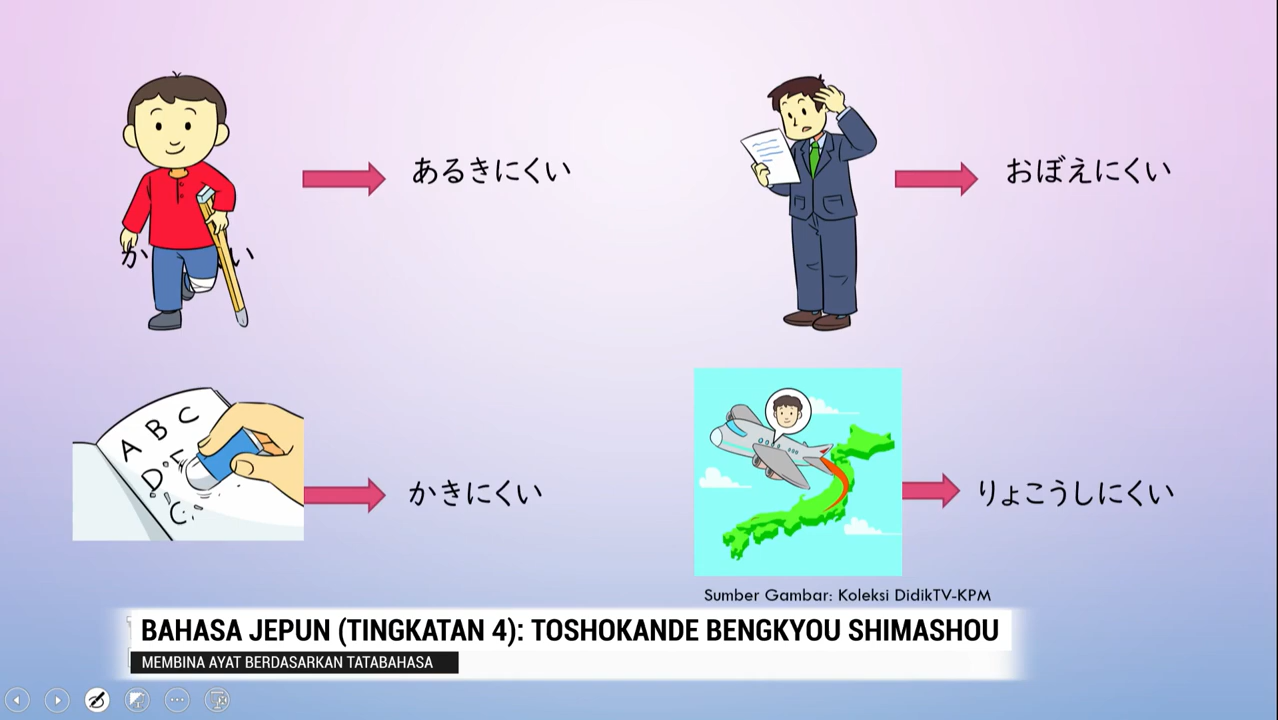 あるきにくい
おぼえにくい
か
い
A B C
かきにくい
りょこうしにくい
Sumber Gambar: Koleksi DidikTV-KPM
BAHASA JEPUN (TINGKATAN 4): TOSHOKANDE BENGKYOU SHIMASHOU
MEMBINA AYAT BERDASARKAN TATABAHASA